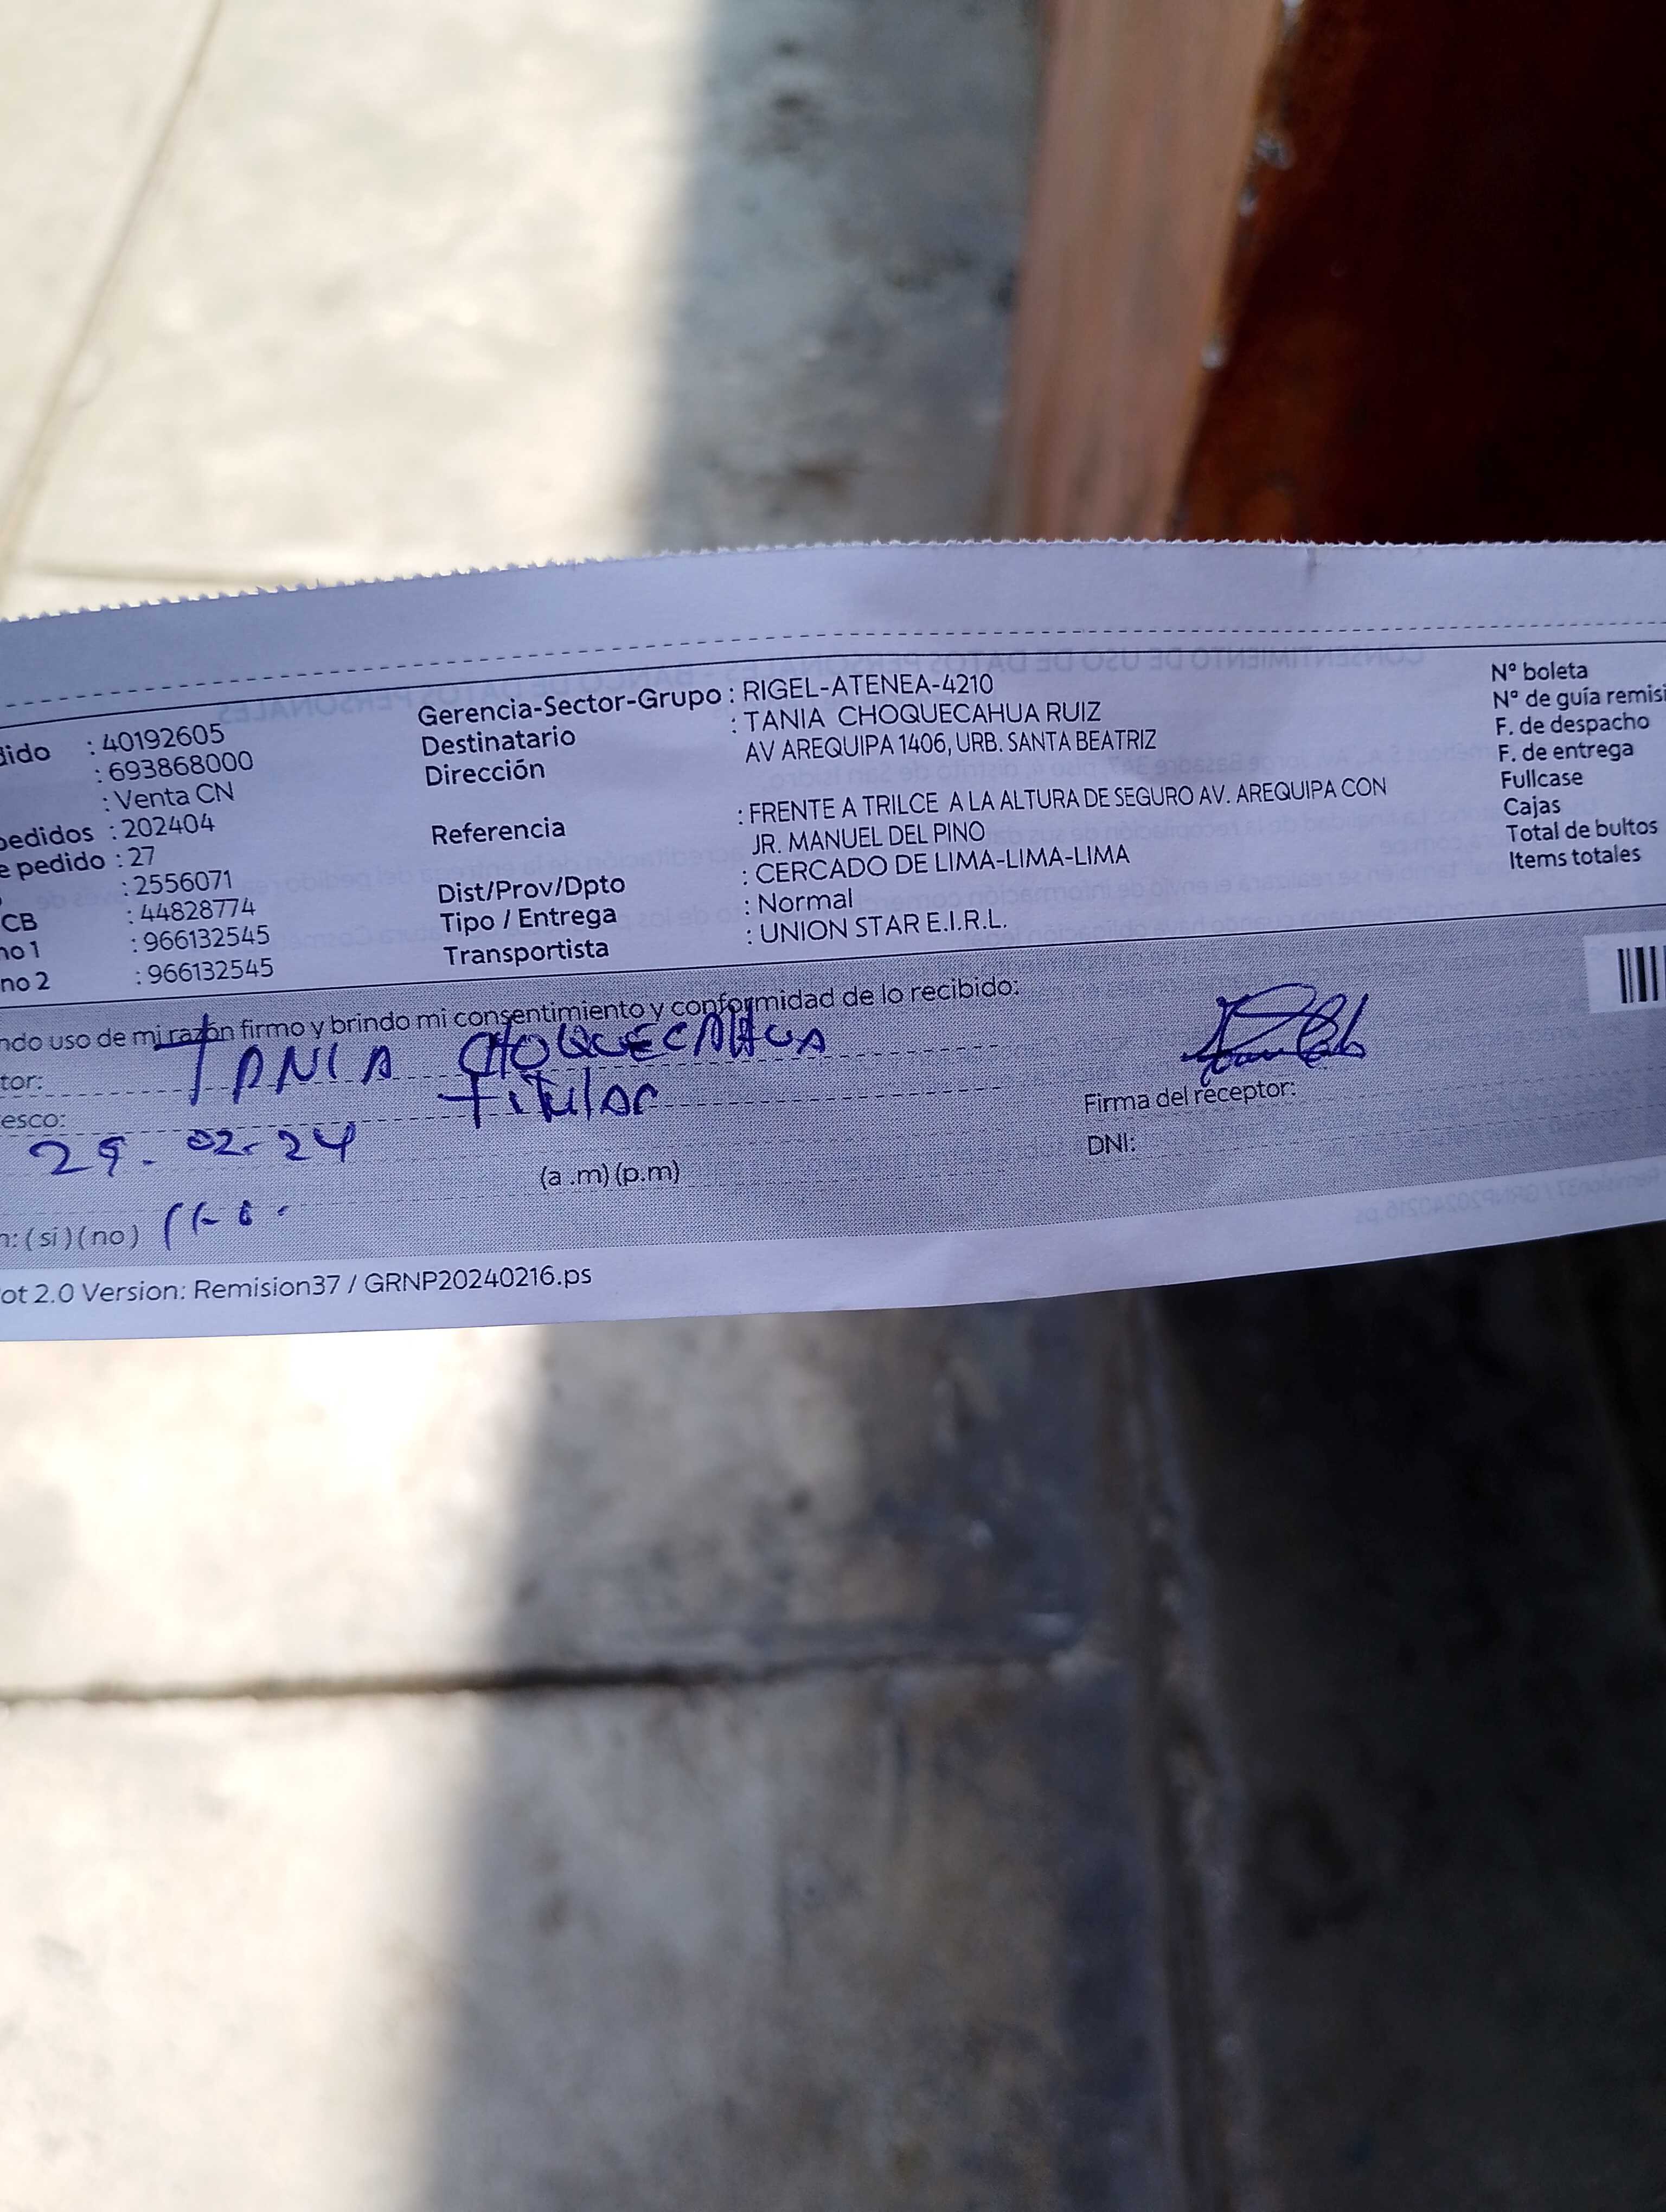 dido : 40192605
: 693868000
: Venta CN
pedidos : 202404
e pedido : 27
: 2556071
CB : 44828774
no 1 : 966132545
no 2 : 966132545
Gerencia-Sector-Grupo : RIGEL-ATENEA-4210
Destinatario : TANIA CHOQUECAHUA RUIZ
Dirección AV AREQUIPA 1406, URB. SANTA BEATRIZ
Referencia : FRENTE A TRILCE A LA ALTURA DE SEGURO AV. AREQUIPA CON
JR. MANUEL DEL PINO
Dist/Prov/Dpto : CERCADO DE LIMA-LIMA-LIMA
Tipo / Entrega : Normal
Transportista : UNION STAR E.I.R.L.
Nº boleta
Nº de guía remisi
F. de despacho
F. de entrega
Fullcase
Cajas
Total de bultos
Items totales
ndo uso de mi razón firmo y brindo mi consentimiento y conformidad de lo recibido:
tor: TANIA CHOQUECAHUA
esco: titular
29. 02. 24
(a .m) (p.m)
n: (sí) (no)
Firma del receptor:
DNI:
ot 2.0 Version: Remision37 / GRNP20240216.ps